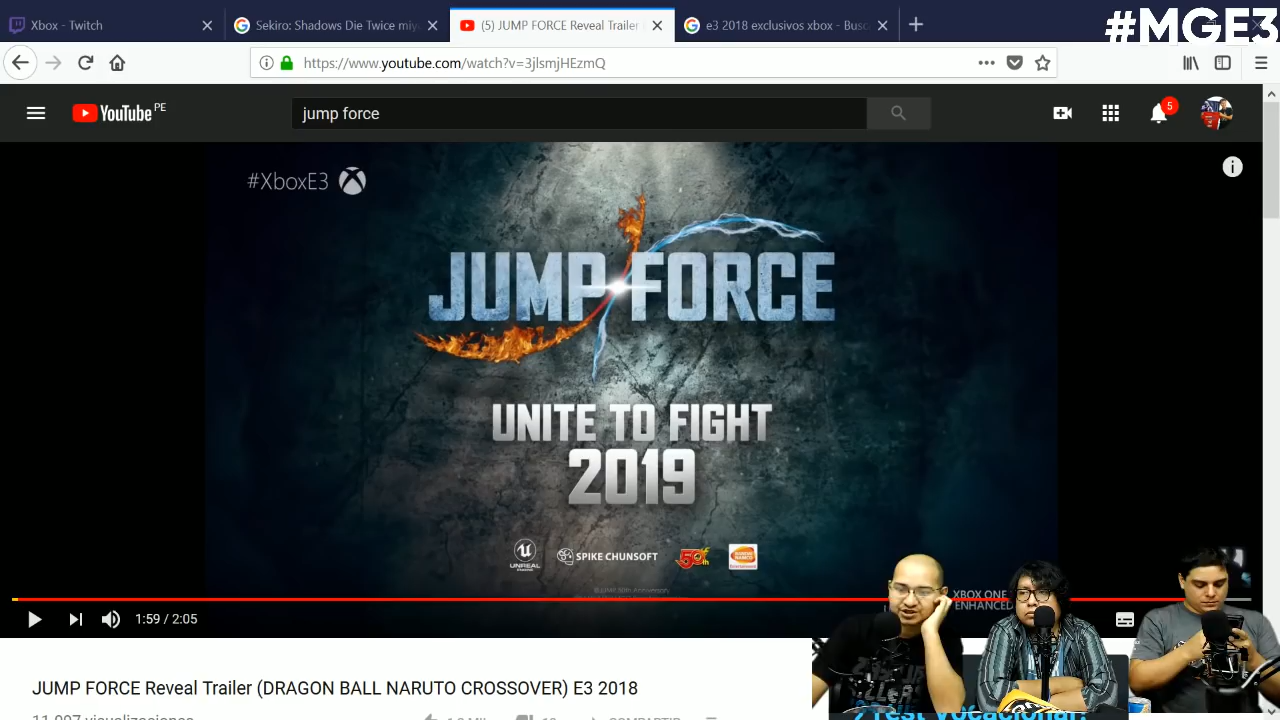 Xbox - Twitch
Sekiro: Shadows Die Twice
(5) JUMP FORCE Reveal Trailer
e3 2018 exclusivos xbox - Busc
#MGE3
https://www.youtube.com/watch?v=3jlsmjHEzmQ
YouTube PE
jump force
5
#XboxE3
JUMP FORCE
UNITE TO FIGHT
2019
UNREAL
SPIKE CHUNSOFT
50th
XBOX ONE
ENHANCED
1:59 / 2:05
JUMP FORCE Reveal Trailer (DRAGON BALL NARUTO CROSSOVER) E3 2018